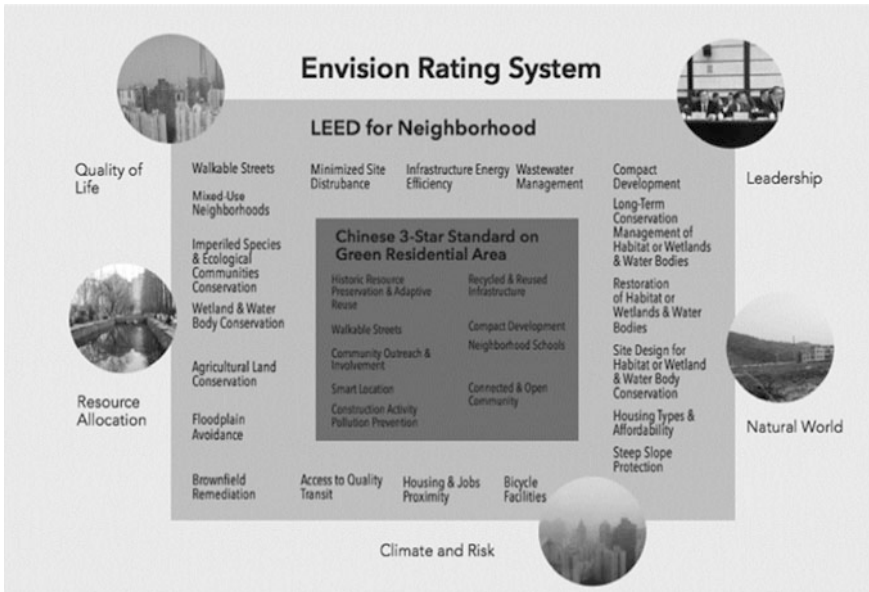 Envision Rating System
LEED for Neighborhood
Quality of
Life
Resource
Allocation
Walkable Streets
Mixed-Use
Neighborhoods
Imperiled Species
& Ecological
Communities
Conservation
Wetland & Water
Body Conservation
Agricultural Land
Conservation
Floodplain
Avoidance
Brownfield
Remediation
Minimized Site
Distrubance
Infrastructure Energy
Efficiency
Wastewater
Management
Chinese 3-Star Standard on
Green Residential Area
Historic Resource
Preservation & Adaptive
Reuse
Walkable Streets
Community Outreach &
Involvement
Smart Location
Construction Activity
Pollution Prevention
Recycled & Reused
Infrastructure
Compact Development
Neighborhood Schools
Connected & Open
Community
Access to Quality
Transit
Housing & Jobs
Proximity
Bicycle
Facilities
Compact
Development
Long-Term
Conservation
Management of
Habitat or Wetlands
& Water Bodies
Restoration
of Habitat or
Wetlands & Water
Bodies
Site Design for
Habitat or Wetland
& Water Body
Conservation
Housing Types &
Affordability
Steep Slope
Protection
Leadership
Natural World
Climate and Risk